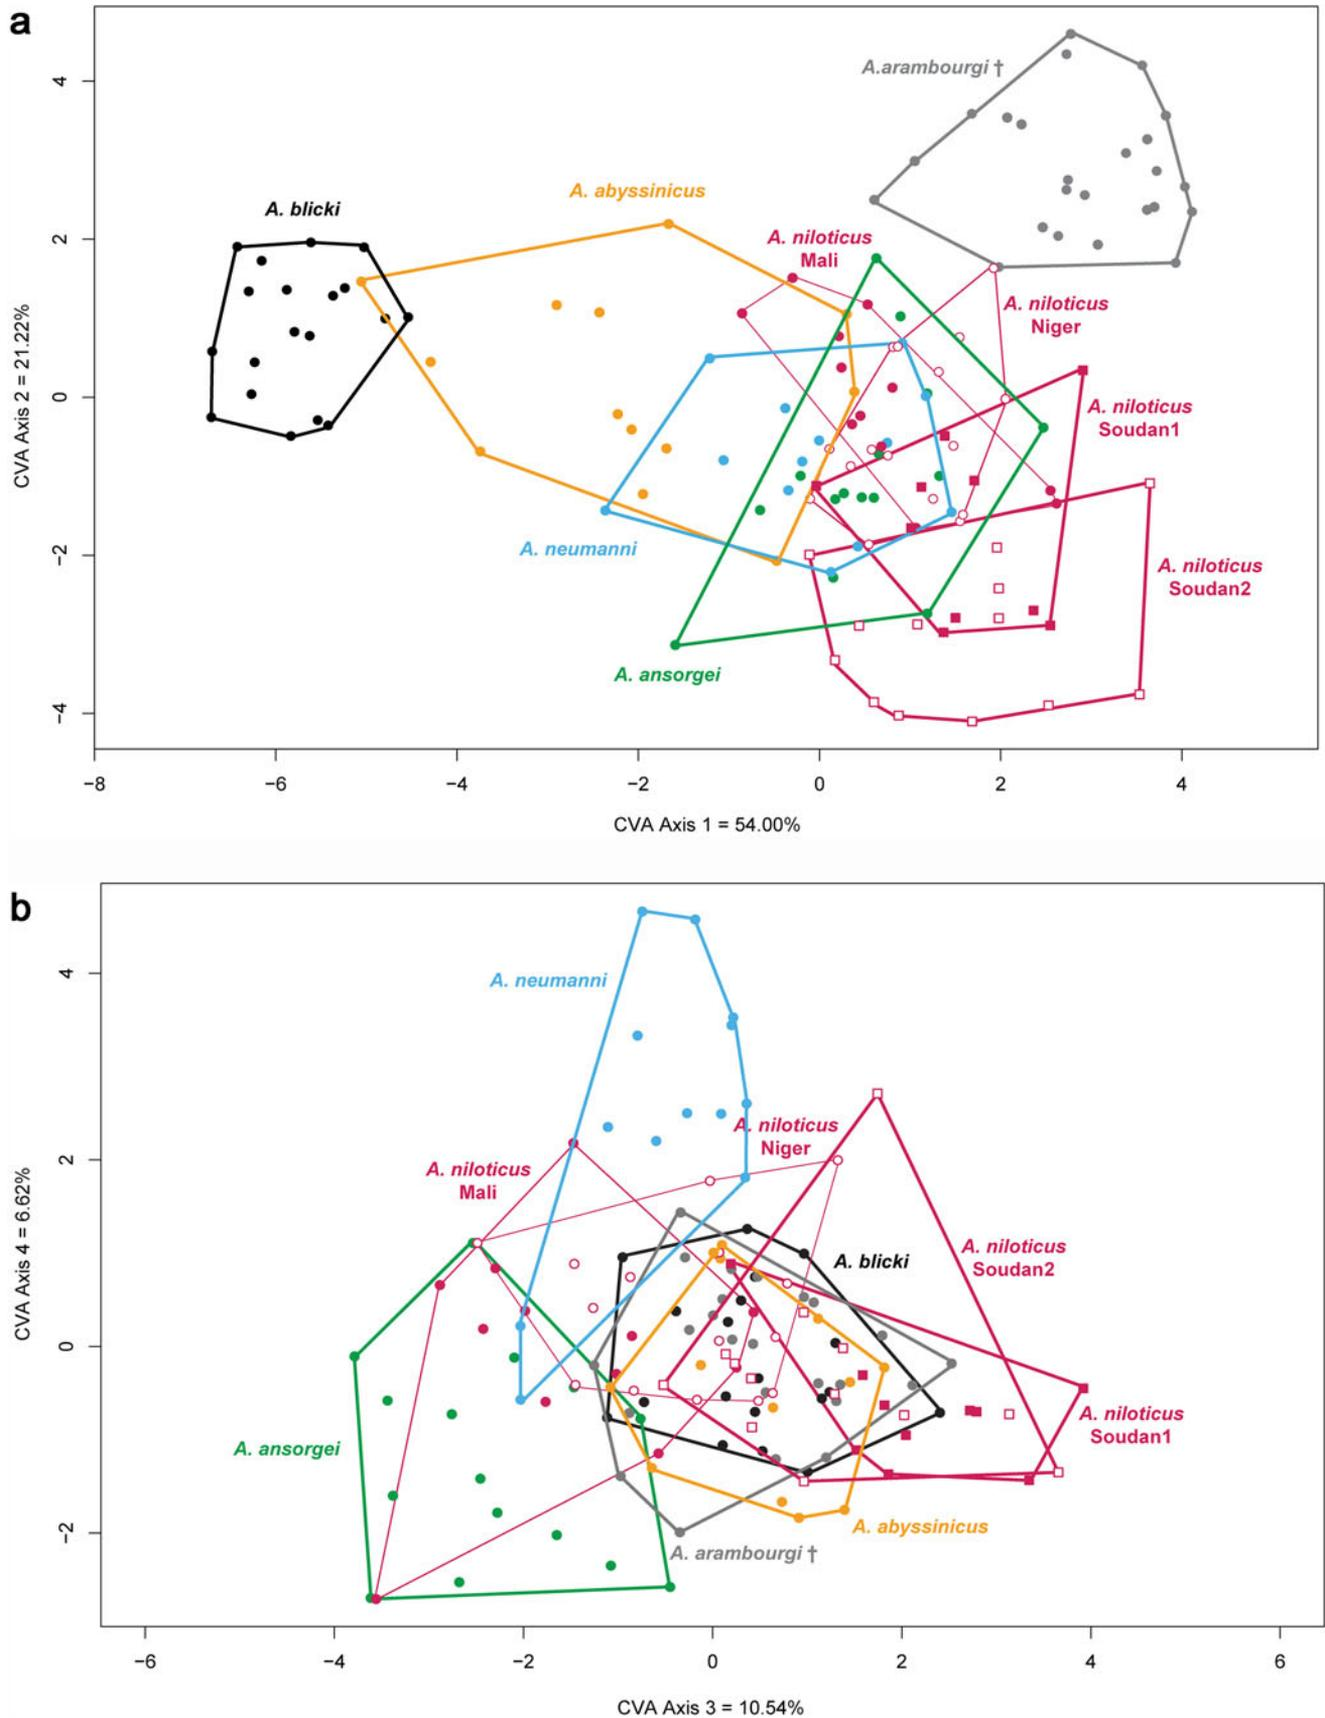 a
A.arambourgi †
A. abyssinicus
A. blicki
A. niloticus
Mali
A. niloticus
Niger
A. niloticus
Soudan1
A. neumanni
A. niloticus
Soudan2
A. ansorgei
4
2
0
−2
−4
CVA Axis 2 = 21.22%
−8 −6 −4 −2 0 2 4
CVA Axis 1 = 54.00%
b
A. neumanni
A. niloticus
Niger
A. niloticus
Mali
A. blicki
A. niloticus
Soudan2
A. niloticus
Soudan1
A. ansorgei
A. abyssinicus
A. arambourgi †
4
2
0
−2
CVA Axis 4 = 6.62%
−6 −4 −2 0 2 4 6
CVA Axis 3 = 10.54%